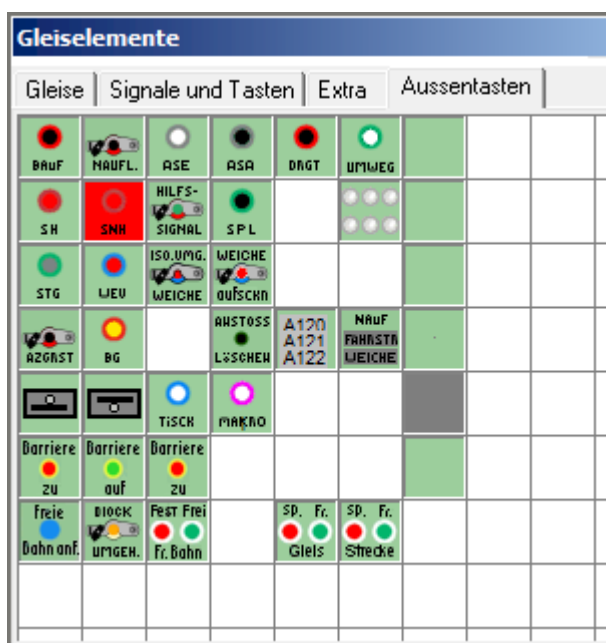 Gleiselemente
Gleise
Signale und Tasten
Extra
Aussentasten
BAUF
NAUFL.
ASE
ASA
DRGT
UMWEG
SH
SNH
HILFS-
SIGNAL
SPL
STG
WEU
ISO.UMG.
WEICHE
WEICHE
AUFSCHN
AZGRST
BG
ANSTOSS
LÖSCHEN
A120
A121
A122
NAUF
FAHRSTR
WEICHE
TISCH
MAKRO
Barriere
zu
Barriere
auf
Barriere
zu
Freie
Bahn anf.
BLOCK
UMGEH.
Fest Frei
Fr. Bahn
SP. Fr.
Gleis
SP. Fr.
Strecke